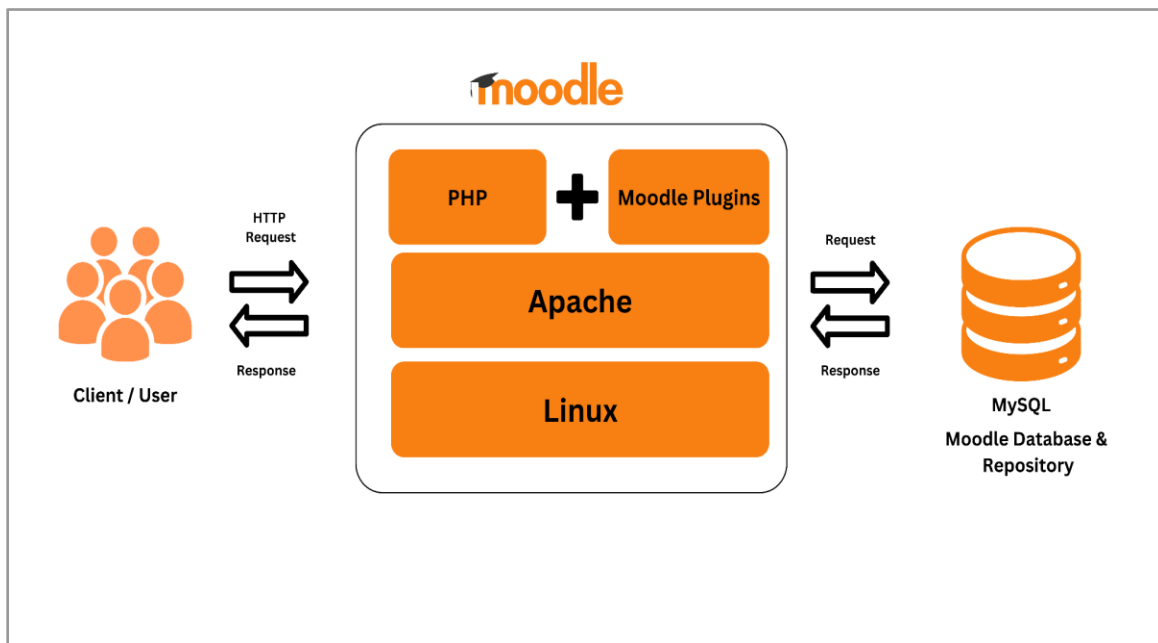 moodle
PHP
Moodle Plugins
HTTP
Request
Request
Apache
Response
Response
Client / User
Linux
MySQL
Moodle Database &
Repository